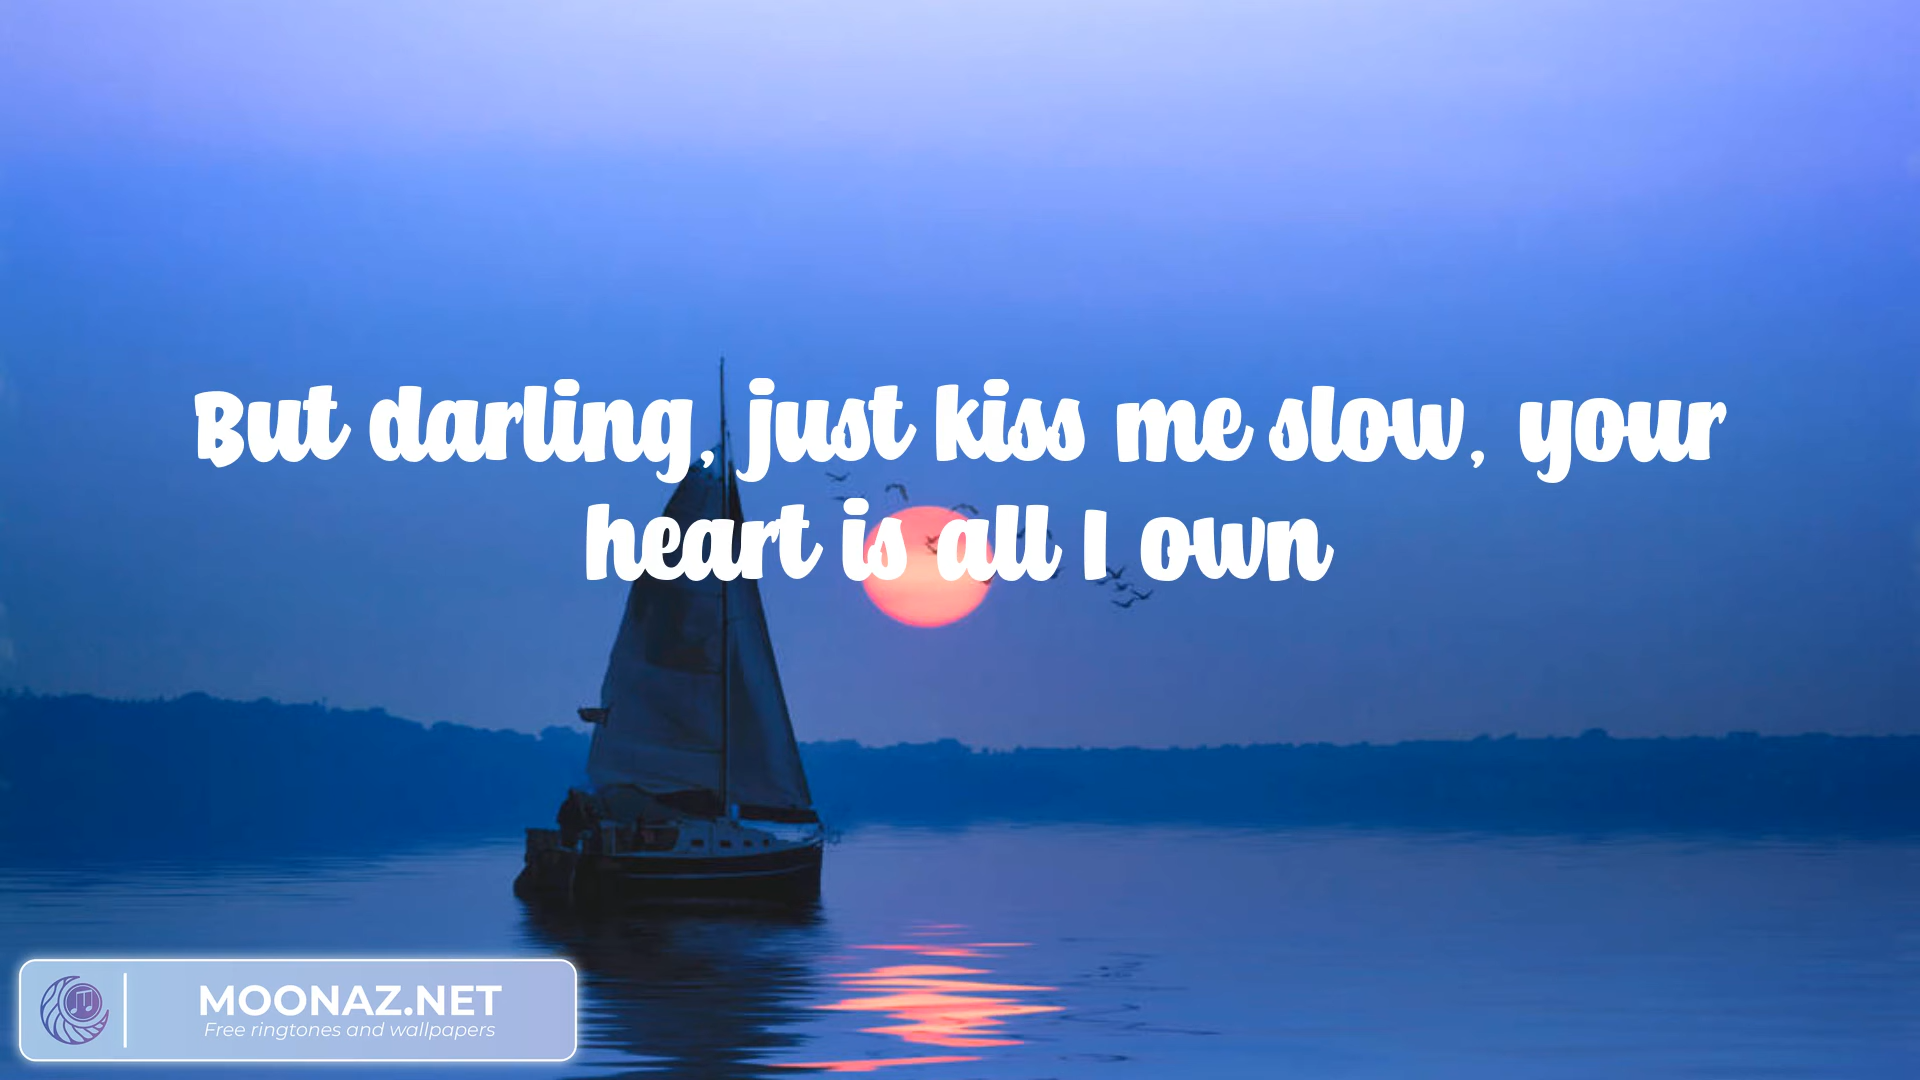 But darling, just kiss me slow, your
heart is all I own
MOONAZ.NET
Free ringtones and wallpapers